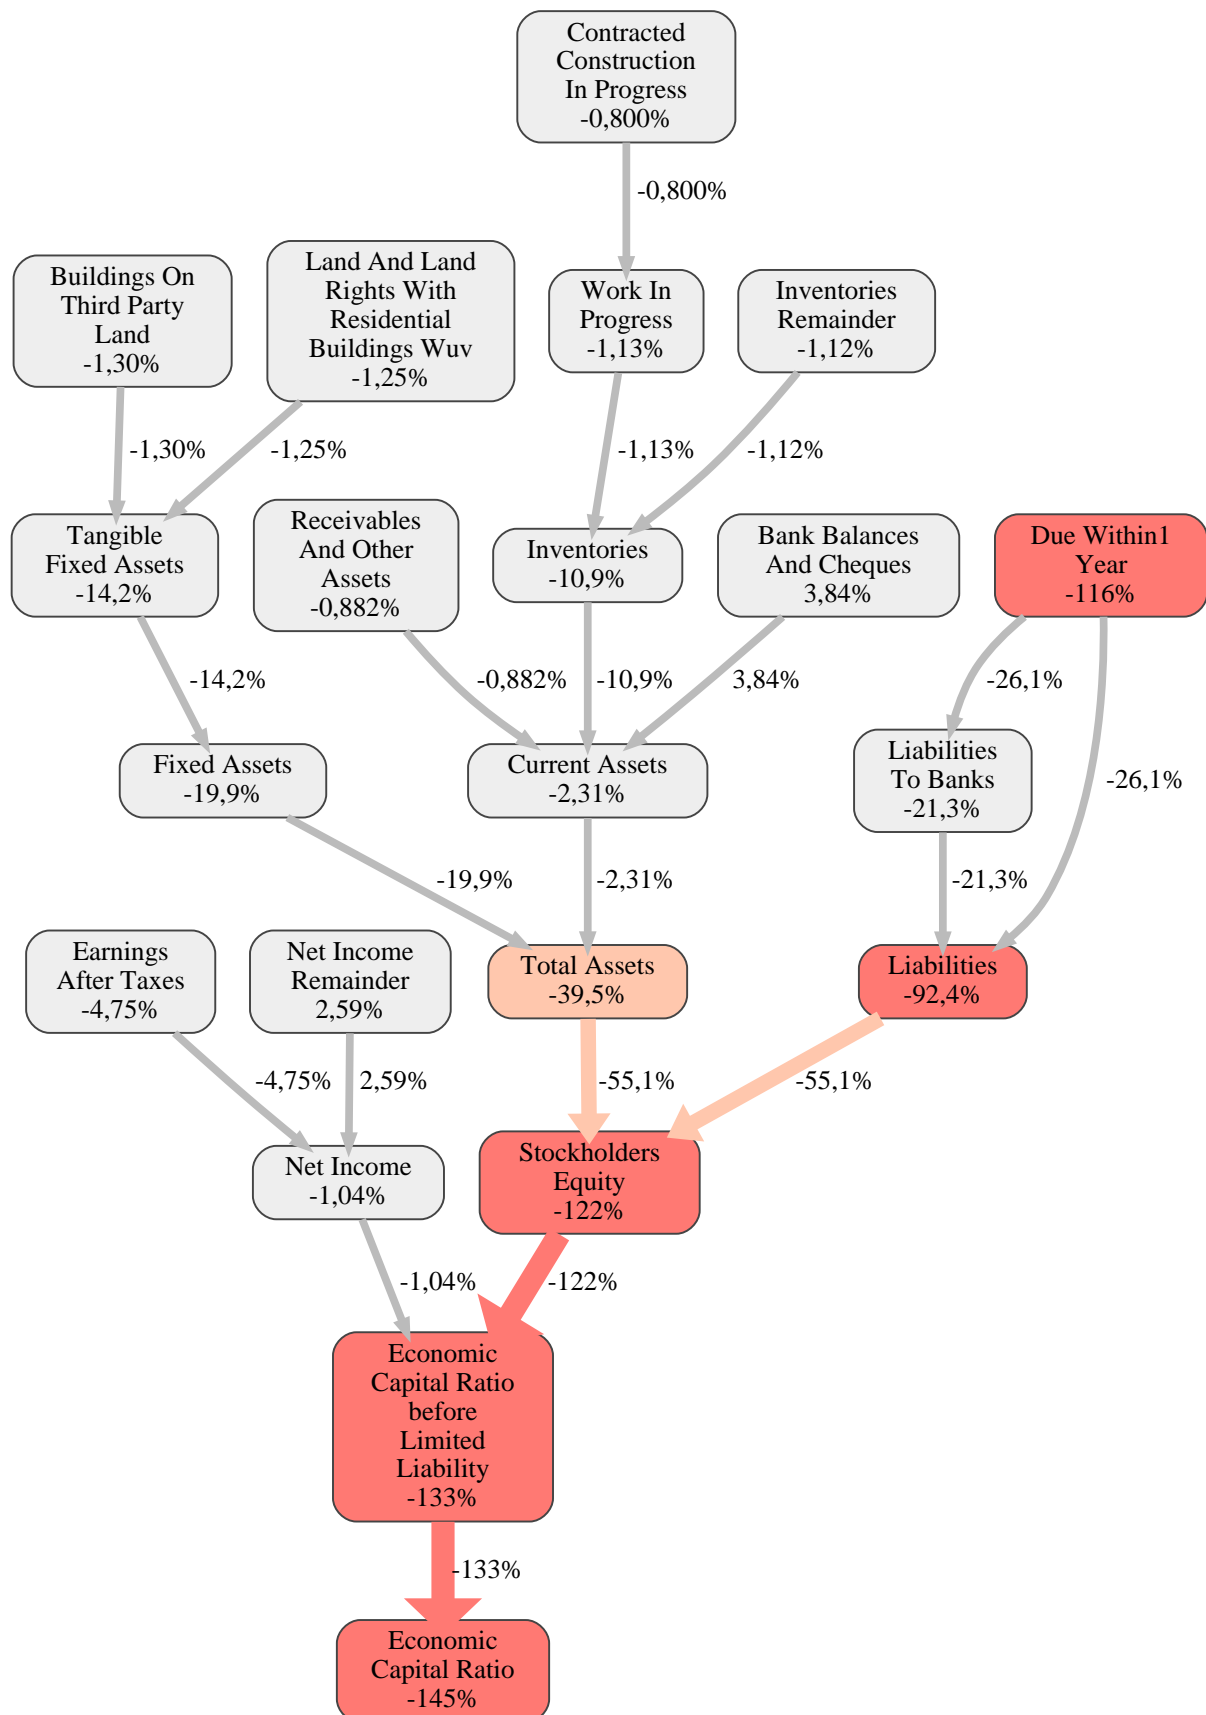 Contracted
Construction
In Progress
-0,800%
-0,800%
Buildings On
Third Party
Land
-1,30%
Land And Land
Rights With
Residential
Buildings Wuv
-1,25%
Work In
Progress
-1,13%
Inventories
Remainder
-1,12%
-1,30%
-1,25%
-1,13%
-1,12%
Tangible
Fixed Assets
-14,2%
Receivables
And Other
Assets
-0,882%
Inventories
-10,9%
Bank Balances
And Cheques
3,84%
Due Within1
Year
-116%
-14,2%
-0,882%
-10,9%
3,84%
-26,1%
-26,1%
Fixed Assets
-19,9%
Current Assets
-2,31%
Liabilities
To Banks
-21,3%
-19,9%
-2,31%
-21,3%
Earnings
After Taxes
-4,75%
Net Income
Remainder
2,59%
Total Assets
-39,5%
Liabilities
-92,4%
-4,75%
2,59%
-55,1%
-55,1%
Net Income
-1,04%
Stockholders
Equity
-122%
-1,04%
-122%
Economic
Capital Ratio
before
Limited
Liability
-133%
-133%
Economic
Capital Ratio
-145%